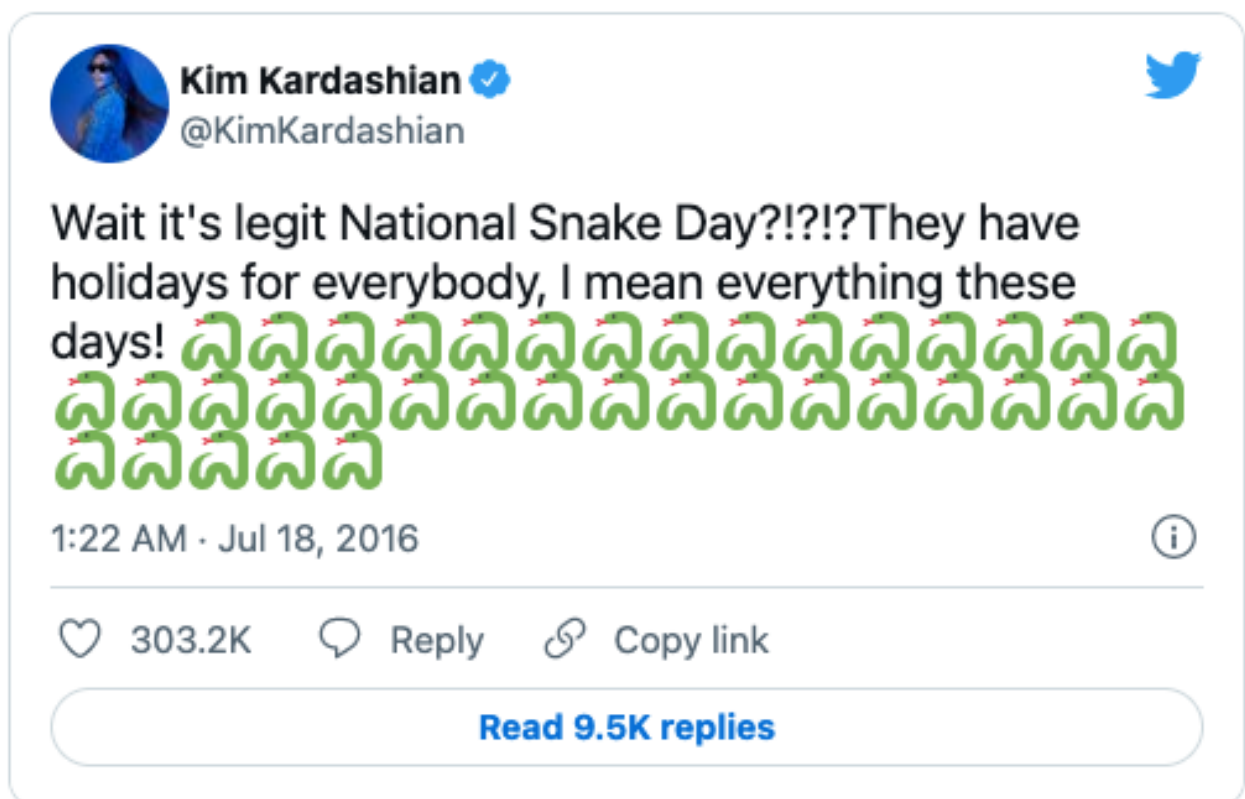 Kim Kardashian
@KimKardashian
Wait it's legit National Snake Day?!?!?They have
holidays for everybody, I mean everything these
days! 🐍🐍🐍🐍🐍🐍🐍🐍🐍🐍🐍🐍🐍🐍🐍
🐍🐍🐍🐍🐍🐍🐍🐍🐍🐍🐍🐍🐍🐍🐍🐍🐍
🐍🐍🐍🐍🐍
1:22 AM · Jul 18, 2016
303.2K Reply Copy link
Read 9.5K replies